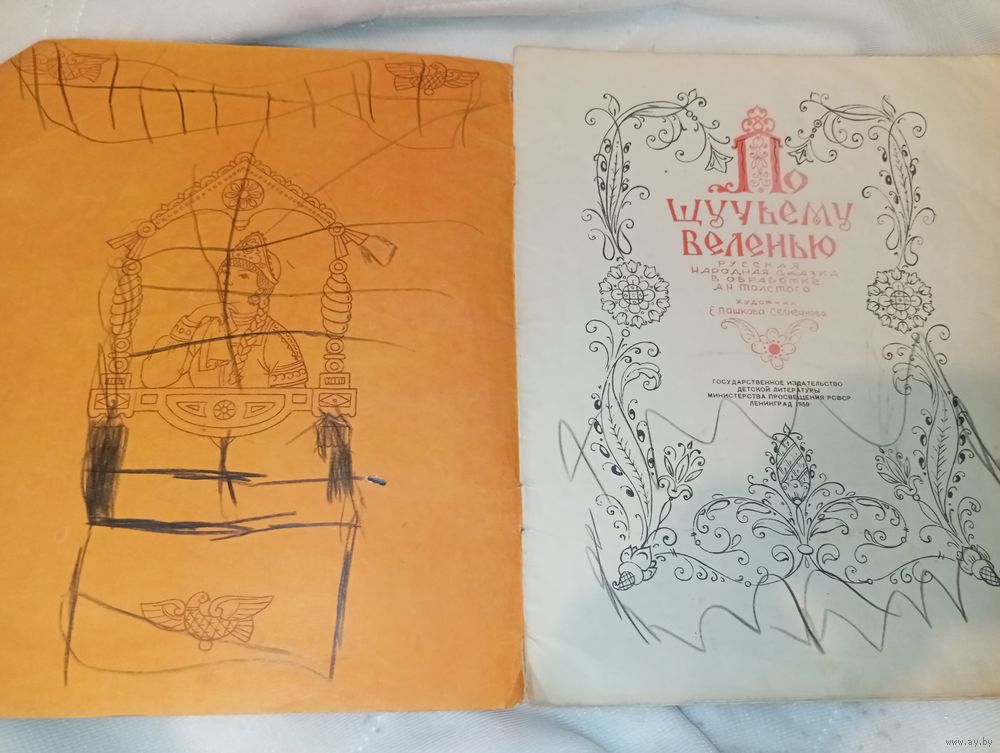 По
щучьему
веленью
РУССКАЯ
НАРОДНАЯ СКАЗКА
В ОБРАБОТКЕ
А.Н. ТОЛСТОГО
ХУДОЖНИК
Е. ПАШКОВА-СЕЛИВАНОВА
ГОСУДАРСТВЕННОЕ ИЗДАТЕЛЬСТВО
ДЕТСКОЙ ЛИТЕРАТУРЫ
МИНИСТЕРСТВА ПРОСВЕЩЕНИЯ РСФСР
ЛЕНИНГРАД 1959
www.ay.by